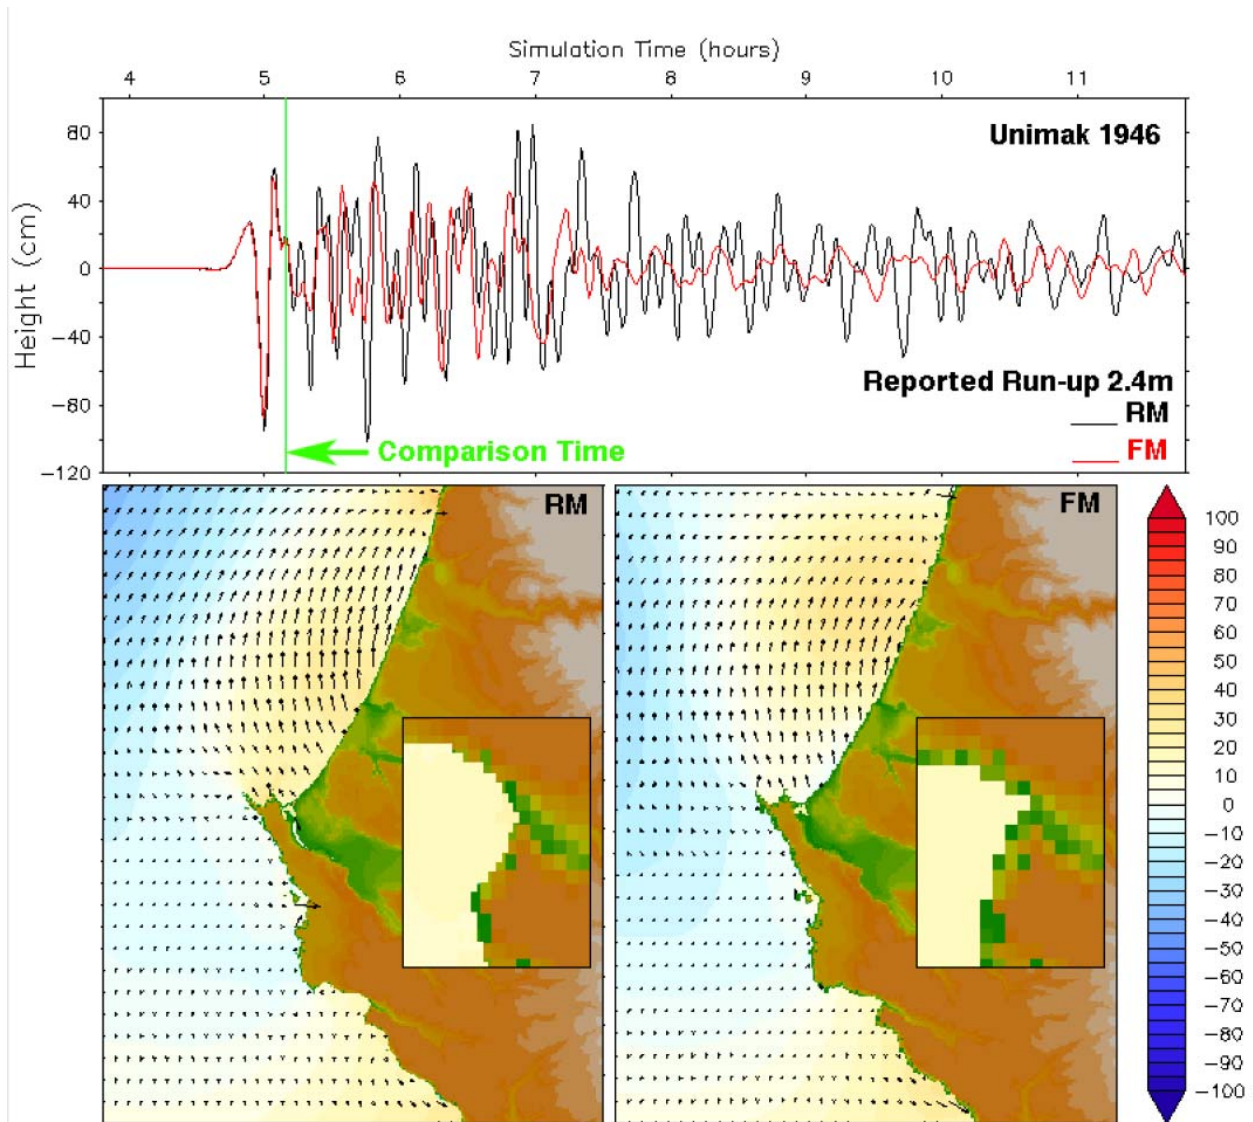 Simulation Time (hours)
4 5 6 7 8 9 10 11
Height (cm)
80
40
0
−40
−80
−120
Unimak 1946
Reported Run-up 2.4m
RM
FM
Comparison Time
RM
FM
100
90
80
70
60
50
40
30
20
10
0
−10
−20
−30
−40
−50
−60
−70
−80
−90
−100